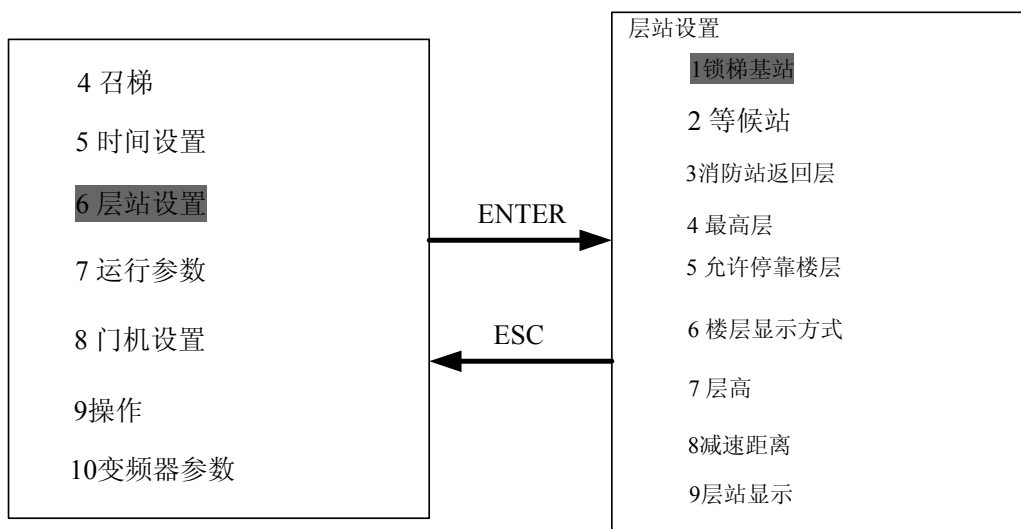 4 召梯
5 时间设置
6 层站设置
7 运行参数
8 门机设置
9操作
10变频器参数
ENTER
ESC
层站设置
1锁梯基站
2 等候站
3消防站返回层
4 最高层
5 允许停靠楼层
6 楼层显示方式
7 层高
8减速距离
9层站显示